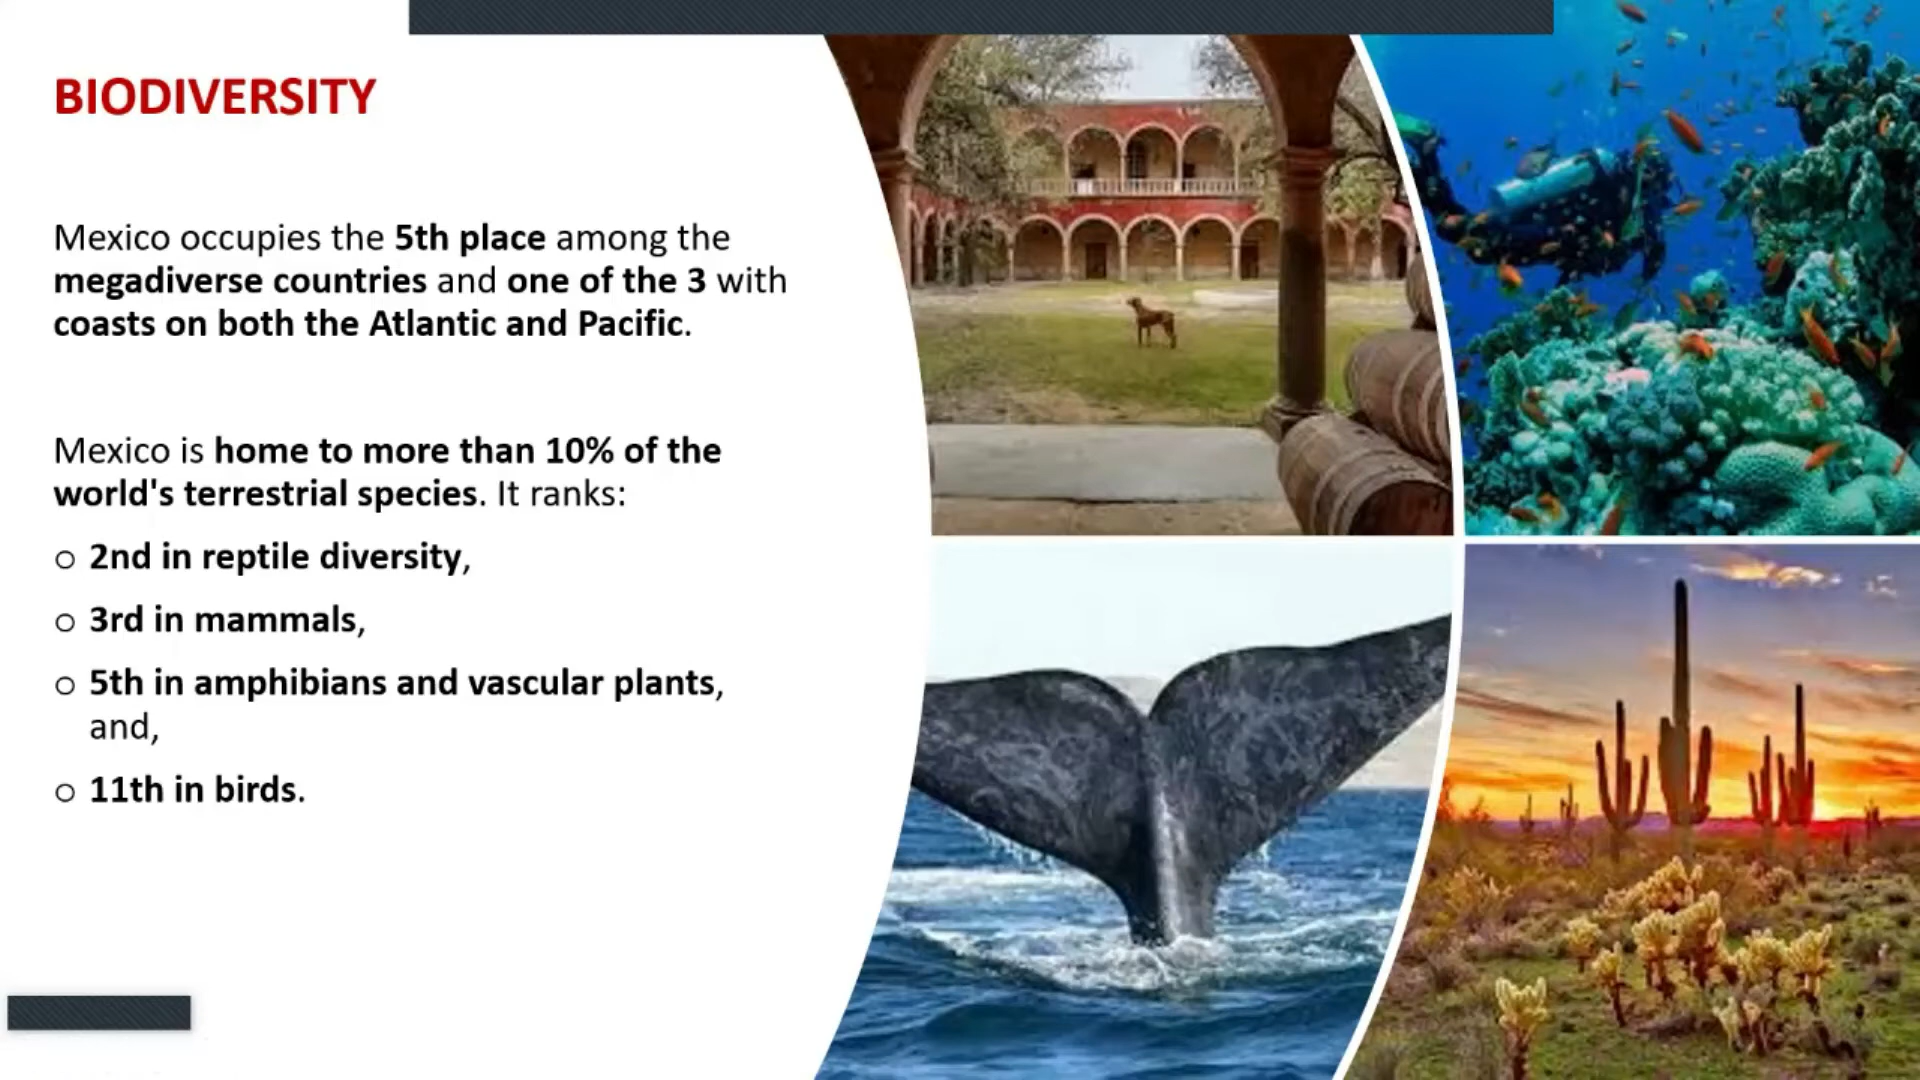 BIODIVERSITY
Mexico occupies the 5th place among the
megadiverse countries and one of the 3 with
coasts on both the Atlantic and Pacific.
Mexico is home to more than 10% of the
world's terrestrial species. It ranks:
o 2nd in reptile diversity,
o 3rd in mammals,
o 5th in amphibians and vascular plants,
and,
o 11th in birds.